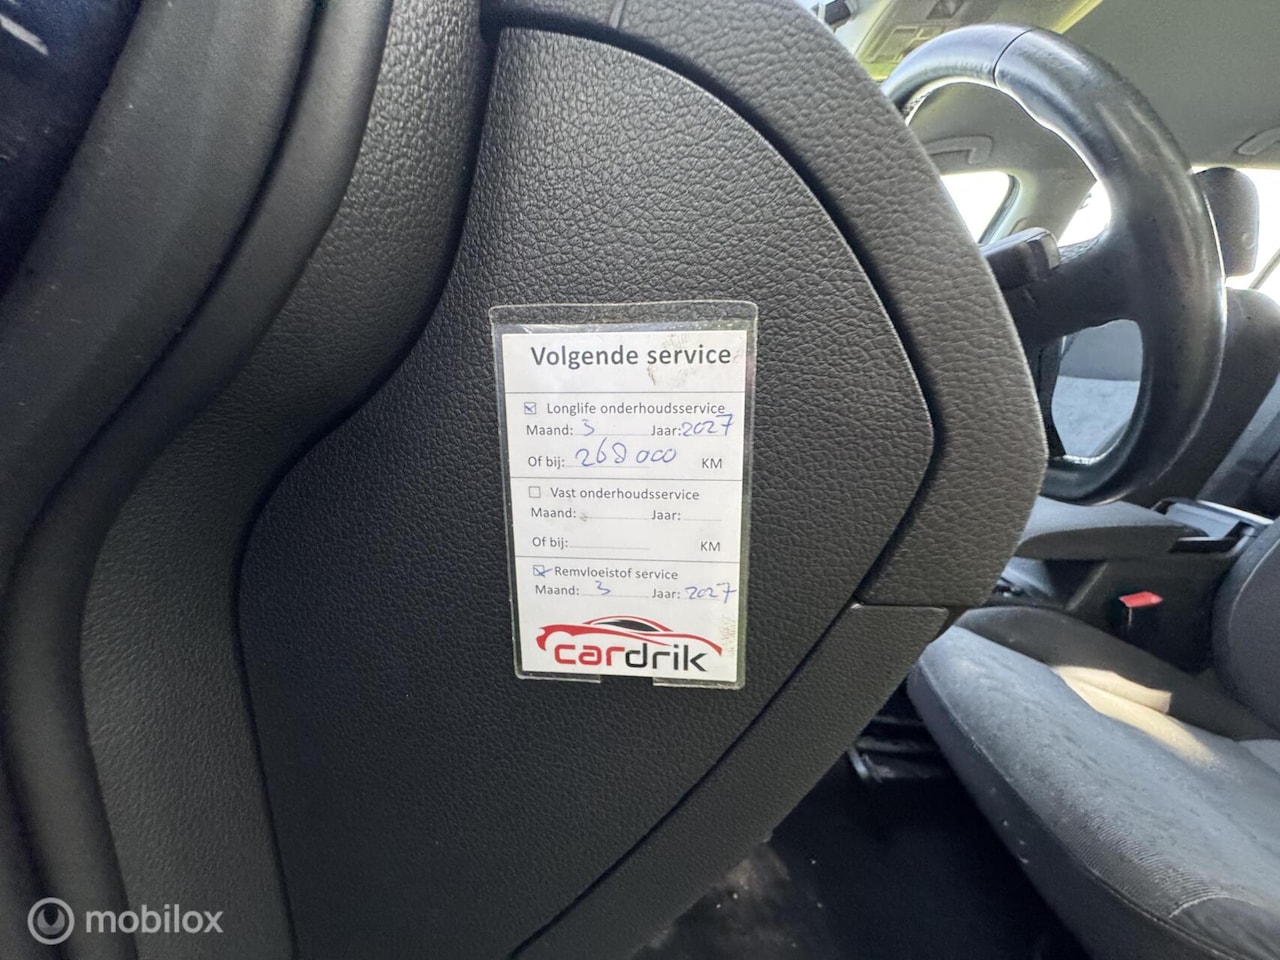 Volgende service
Longlife onderhoudsservice
Maand: 3 Jaar: 2027
Of bij: 268 000 KM
Vast onderhoudsservice
Maand: Jaar:
Of bij: KM
Remvloeistof service
Maand: 3 Jaar: 2027
cardrik
mobilox